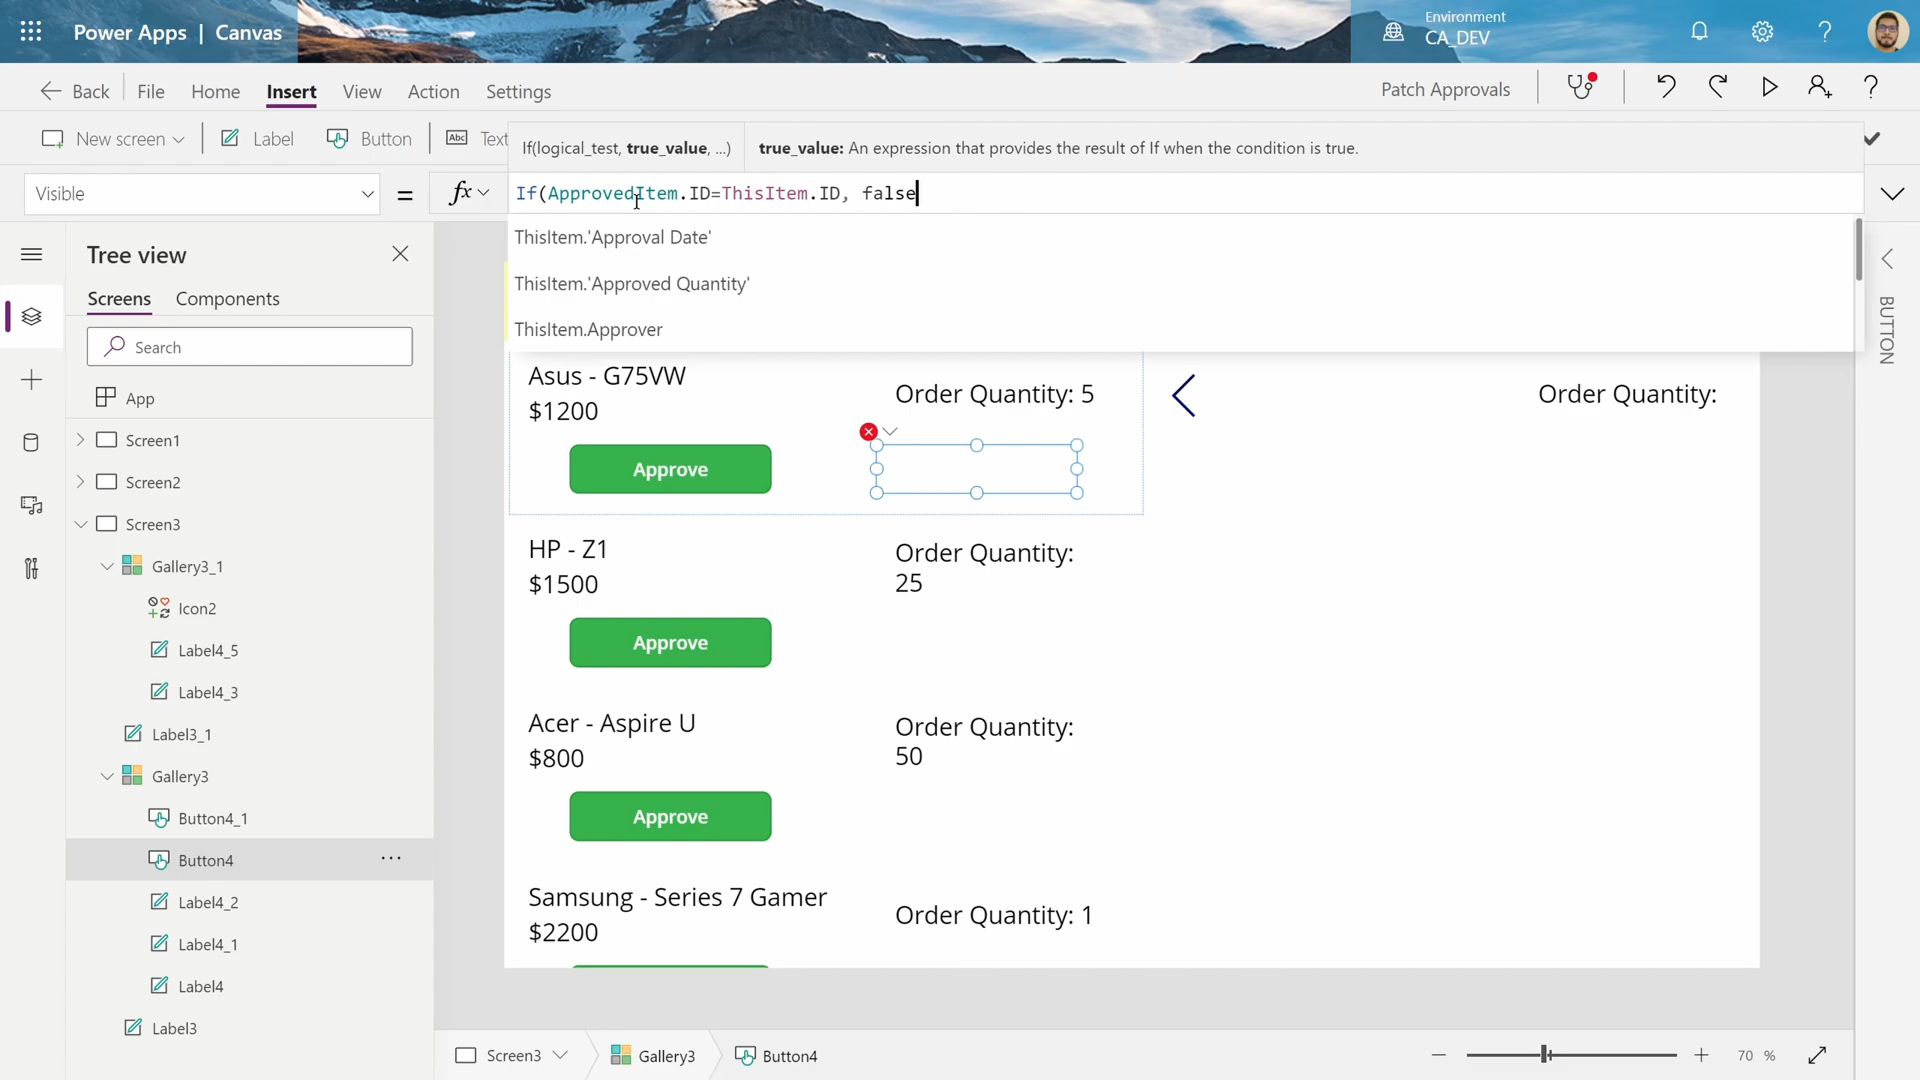 Power Apps | Canvas
Environment
CA_DEV
Back
File
Home
Insert
View
Action
Settings
Patch Approvals
New screen
Label
Button
Text
If(logical_test, true_value, ...)
true_value: An expression that provides the result of If when the condition is true.
Visible
=
fx
If(ApprovedItem.ID=ThisItem.ID, false
ThisItem.'Approval Date'
ThisItem.'Approved Quantity'
ThisItem.Approver
Tree view
Screens
Components
Search
App
Screen1
Screen2
Screen3
Gallery3_1
Icon2
Label4_5
Label4_3
Label3_1
Gallery3
Button4_1
Button4
Label4_2
Label4_1
Label4
Label3
Asus - G75VW
$1200
Order Quantity: 5
Approve
HP - Z1
$1500
Order Quantity:
25
Approve
Acer - Aspire U
$800
Order Quantity:
50
Approve
Samsung - Series 7 Gamer
$2200
Order Quantity: 1
Order Quantity:
BUTTON
Screen3
Gallery3
Button4
70 %